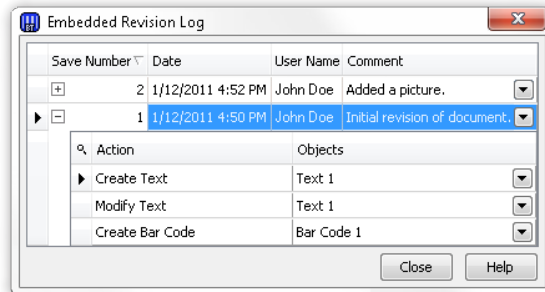 BT Embedded Revision Log
Save Number Date User Name Comment
2 1/12/2011 4:52 PM John Doe Added a picture.
1 1/12/2011 4:50 PM John Doe Initial revision of document.
Action Objects
Create Text Text 1
Modify Text Text 1
Create Bar Code Bar Code 1
Close Help